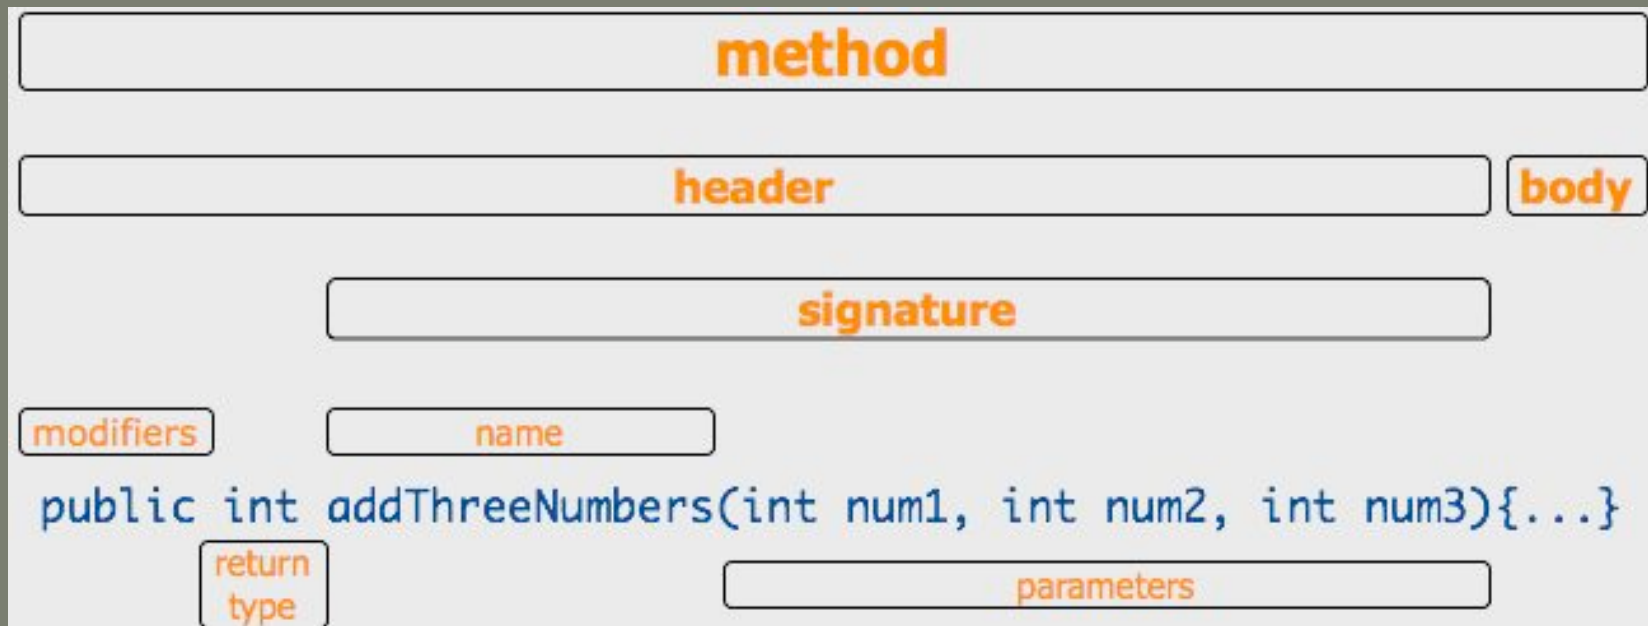 method
header body
signature
modifiers name
public int addThreeNumbers(int num1, int num2, int num3){...}
return
type
parameters